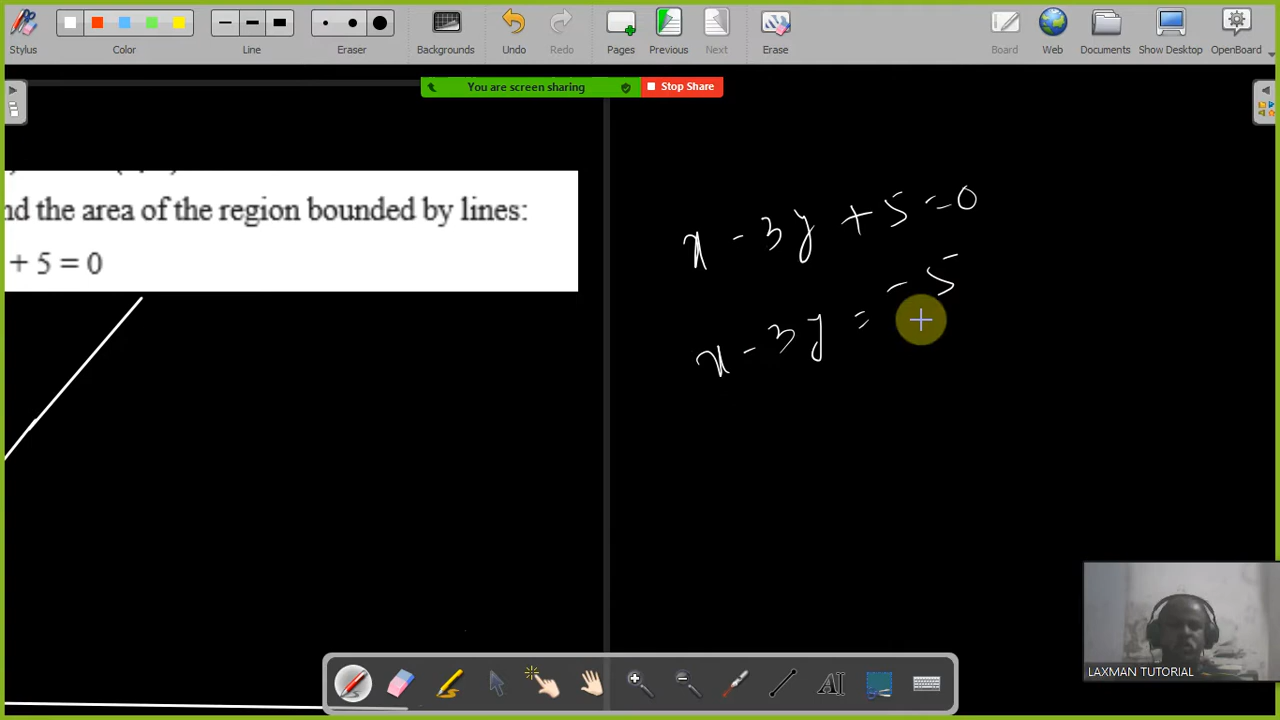 Stylus
Color
Line
Eraser
Backgrounds
Undo
Redo
Pages
Previous
Next
Erase
Board
Web
Documents
Show Desktop
OpenBoard
You are screen sharing
Stop Share
nd the area of the region bounded by lines:
+ 5 = 0
x - 3y + 5 = 0
x - 3y = - 5
AI
LAXMAN TUTORIAL